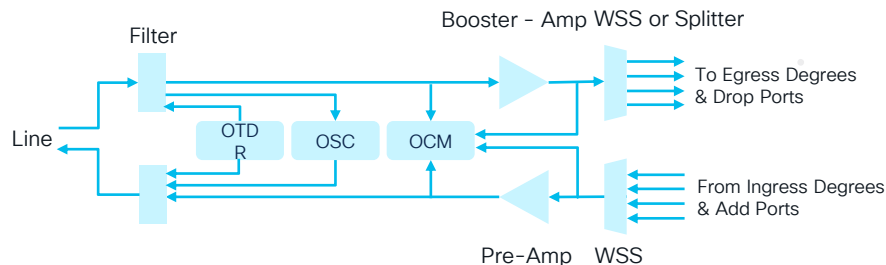 Booster - Amp WSS or Splitter
Filter
To Egress Degrees
& Drop Ports
Line
OTD
R
OSC
OCM
From Ingress Degrees
& Add Ports
Pre-Amp WSS